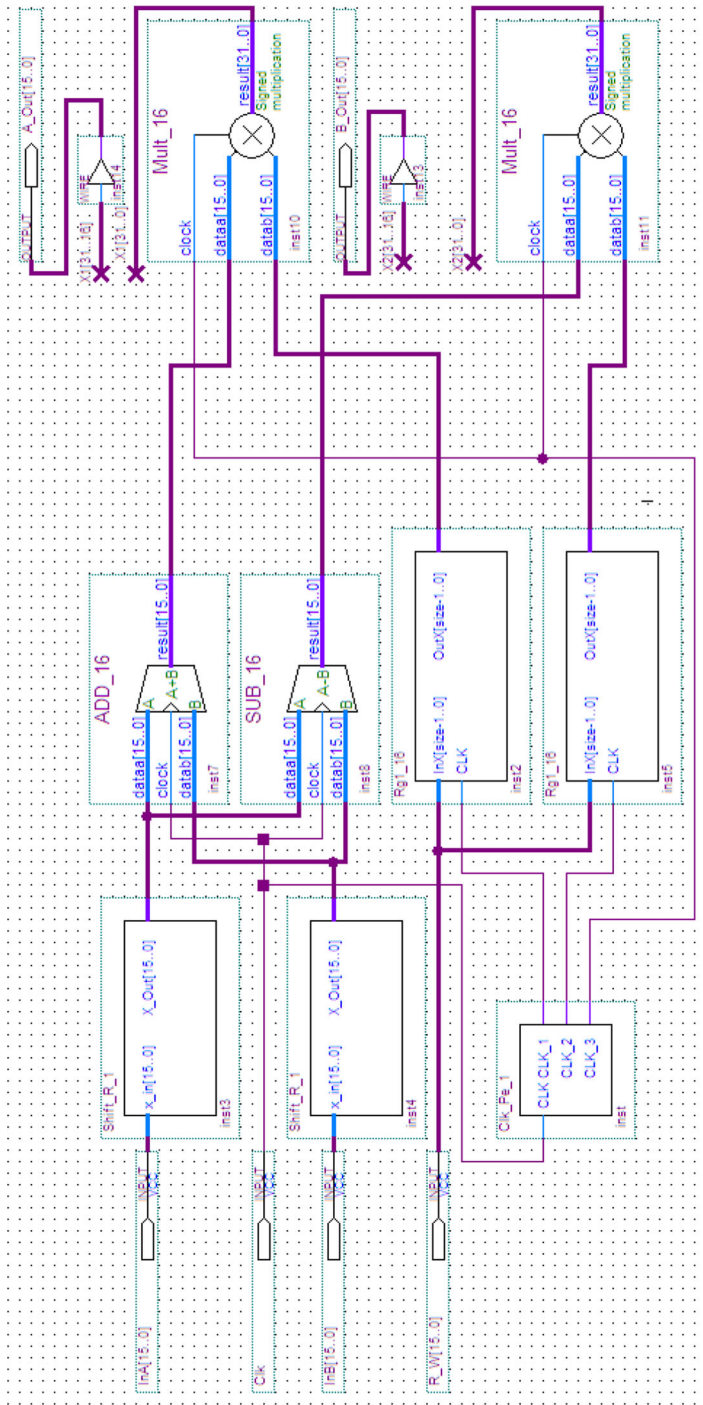 InA[15..0]
INPUT
VCC
Clk
INPUT
VCC
InB[15..0]
INPUT
VCC
R_W[15..0]
INPUT
VCC
Shift_R_1
x_in[15..0]
X_Out[15..0]
inst3
Shift_R_1
x_in[15..0]
X_Out[15..0]
inst4
Clk_Pe_1
CLK
CLK_1
CLK_2
CLK_3
inst
ADD_16
dataa[15..0]
clock
datab[15..0]
A
B
A+B
result[15..0]
inst7
SUB_16
dataa[15..0]
clock
datab[15..0]
A
B
A-B
result[15..0]
inst8
Rg1_16
InX[size-1..0]
OutX[size-1..0]
CLK
inst2
Rg1_16
InX[size-1..0]
OutX[size-1..0]
CLK
inst5
Mult_16
clock
dataa[15..0]
datab[15..0]
result[31..0]
Signed
multiplication
inst10
Mult_16
clock
dataa[15..0]
datab[15..0]
result[31..0]
Signed
multiplication
inst11
OUTPUT
A_Out[15..0]
X1[31..16]
WIRE
inst14
X1[31..0]
OUTPUT
B_Out[15..0]
X2[31..16]
WIRE
inst13
X2[31..0]